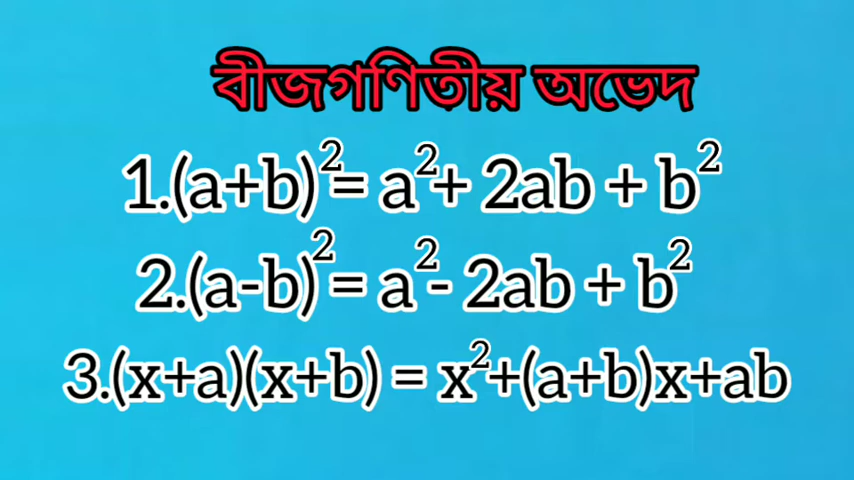 বীজগণিতীয় অভেদ
1.(a+b)²= a²+ 2ab + b²
2.(a-b)²= a²- 2ab + b²
3.(x+a)(x+b) = x²+(a+b)x+ab